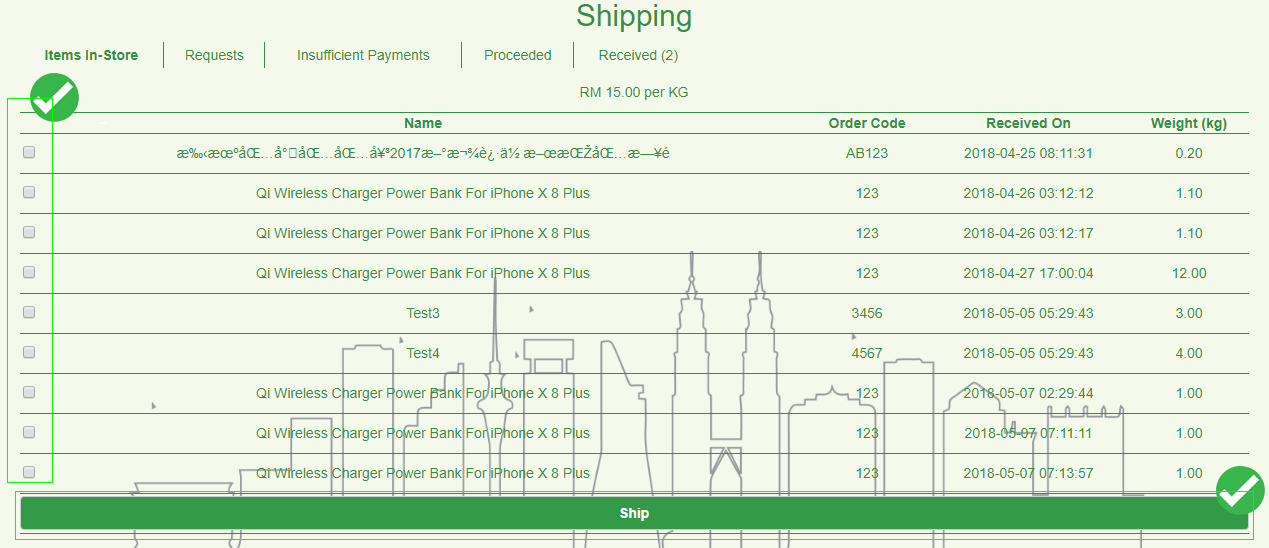 Shipping
Items In-Store Requests Insufficient Payments Proceeded Received (2)
RM 15.00 per KG
Name Order Code Received On Weight (kg)
æ‰‹æœºåŒ…å°åŒ…åŒ…å¥³2017æ–°æ¬¾è¿·ä½ æ–œæŒŽåŒ…æ—¥é AB123 2018-04-25 08:11:31 0.20
Qi Wireless Charger Power Bank For iPhone X 8 Plus 123 2018-04-26 03:12:12 1.10
Qi Wireless Charger Power Bank For iPhone X 8 Plus 123 2018-04-26 03:12:17 1.10
Qi Wireless Charger Power Bank For iPhone X 8 Plus 123 2018-04-27 17:00:04 12.00
Test3 3456 2018-05-05 05:29:43 3.00
Test4 4567 2018-05-05 05:29:43 4.00
Qi Wireless Charger Power Bank For iPhone X 8 Plus 123 2018-05-07 02:29:44 1.00
Qi Wireless Charger Power Bank For iPhone X 8 Plus 123 2018-05-07 07:11:11 1.00
Qi Wireless Charger Power Bank For iPhone X 8 Plus 123 2018-05-07 07:13:57 1.00
Ship